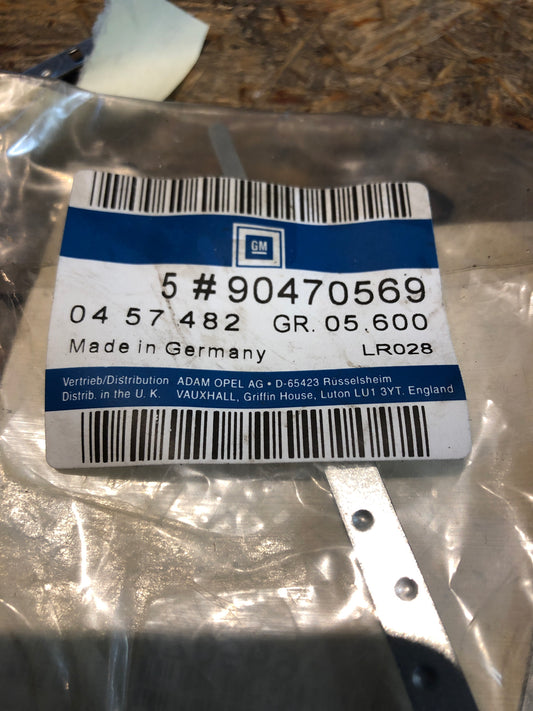 GM
5 # 90470569
04 57 482 GR. 05.600
Made in Germany LR028
Vertrieb/Distribution ADAM OPEL AG • D-65423 Rüsselsheim
Distrib. in the U. K. VAUXHALL, Griffin House, Luton LU1 3YT. England